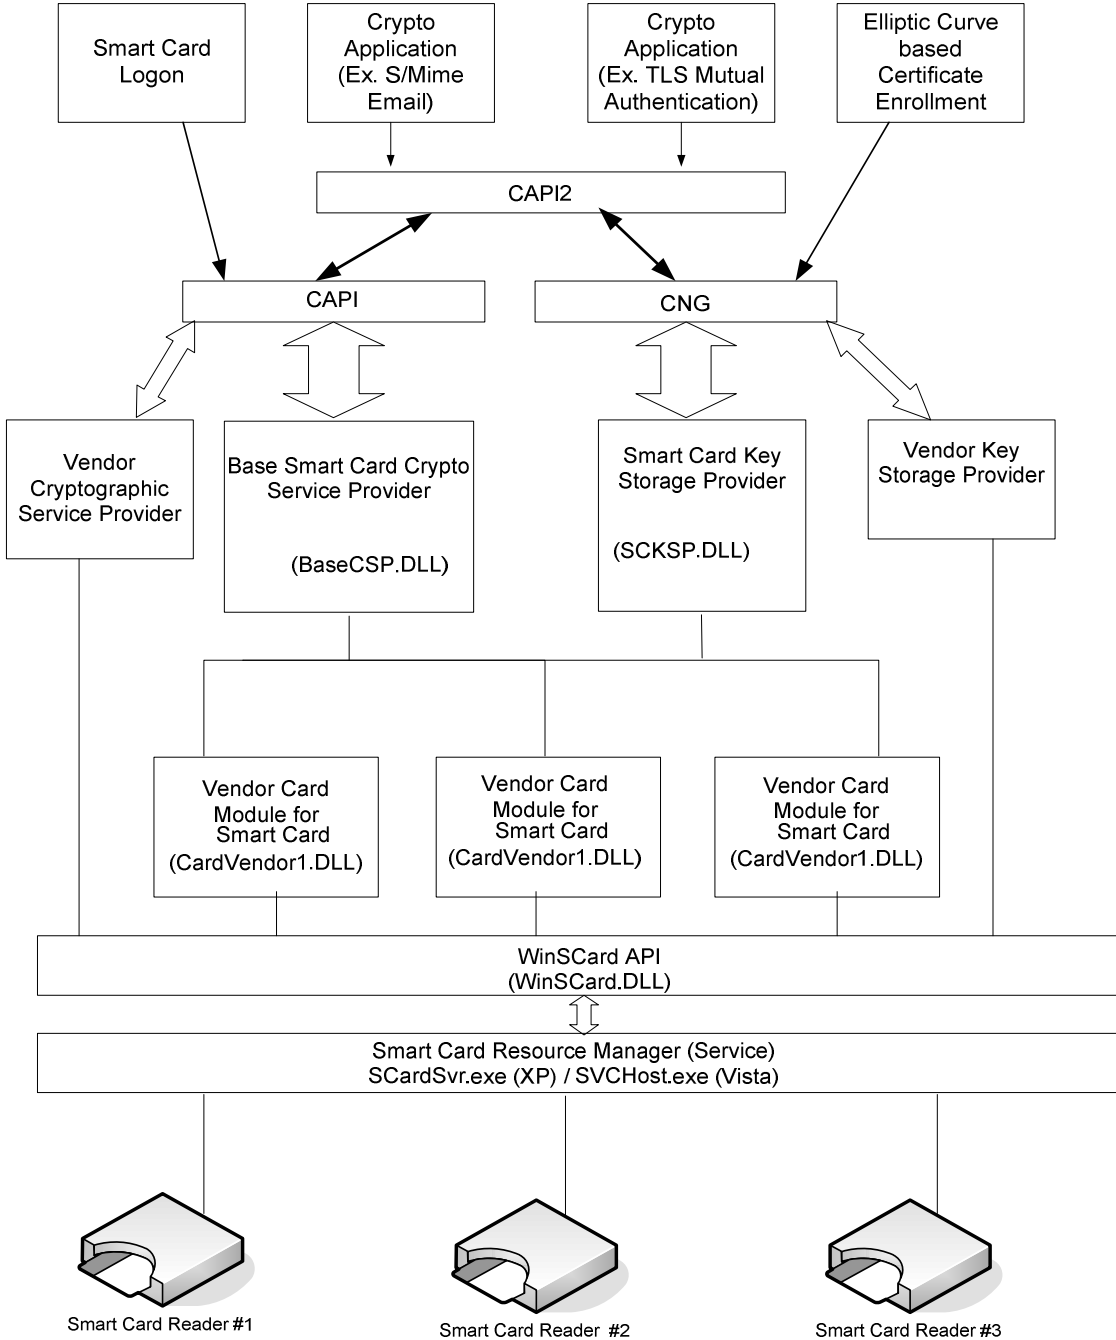 Smart Card
Logon
Crypto
Application
(Ex. S/Mime
Email)
Crypto
Application
(Ex. TLS Mutual
Authentication)
Elliptic Curve
based
Certificate
Enrollment
CAPI2
CAPI
CNG
Vendor
Cryptographic
Service Provider
Base Smart Card Crypto
Service Provider
(BaseCSP.DLL)
Smart Card Key
Storage Provider
(SCKSP.DLL)
Vendor Key
Storage Provider
Vendor Card
Module for
Smart Card
(CardVendor1.DLL)
Vendor Card
Module for
Smart Card
(CardVendor1.DLL)
Vendor Card
Module for
Smart Card
(CardVendor1.DLL)
WinSCard API
(WinSCard.DLL)
Smart Card Resource Manager (Service)
SCardSvr.exe (XP) / SVCHost.exe (Vista)
Smart Card Reader #1
Smart Card Reader #2
Smart Card Reader #3